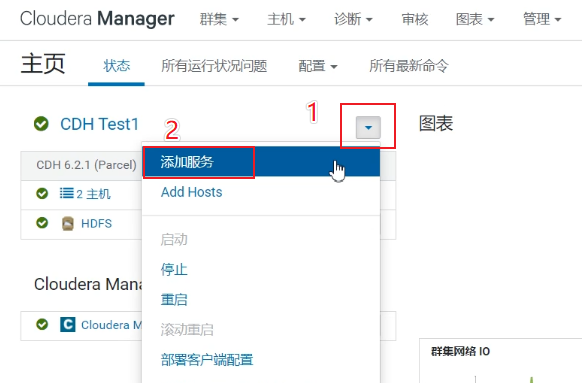 Cloudera Manager 群集 主机 诊断 审核 图表 管理
主页 状态 所有运行状况问题 配置 所有最新命令
1
CDH Test1 图表
2
CDH 6.2.1 (Parcel) 添加服务
2 主机 Add Hosts
HDFS
启动
停止
Cloudera Mana
重启
Cloudera M 滚动重启
部署客户端配置
群集网络 IO